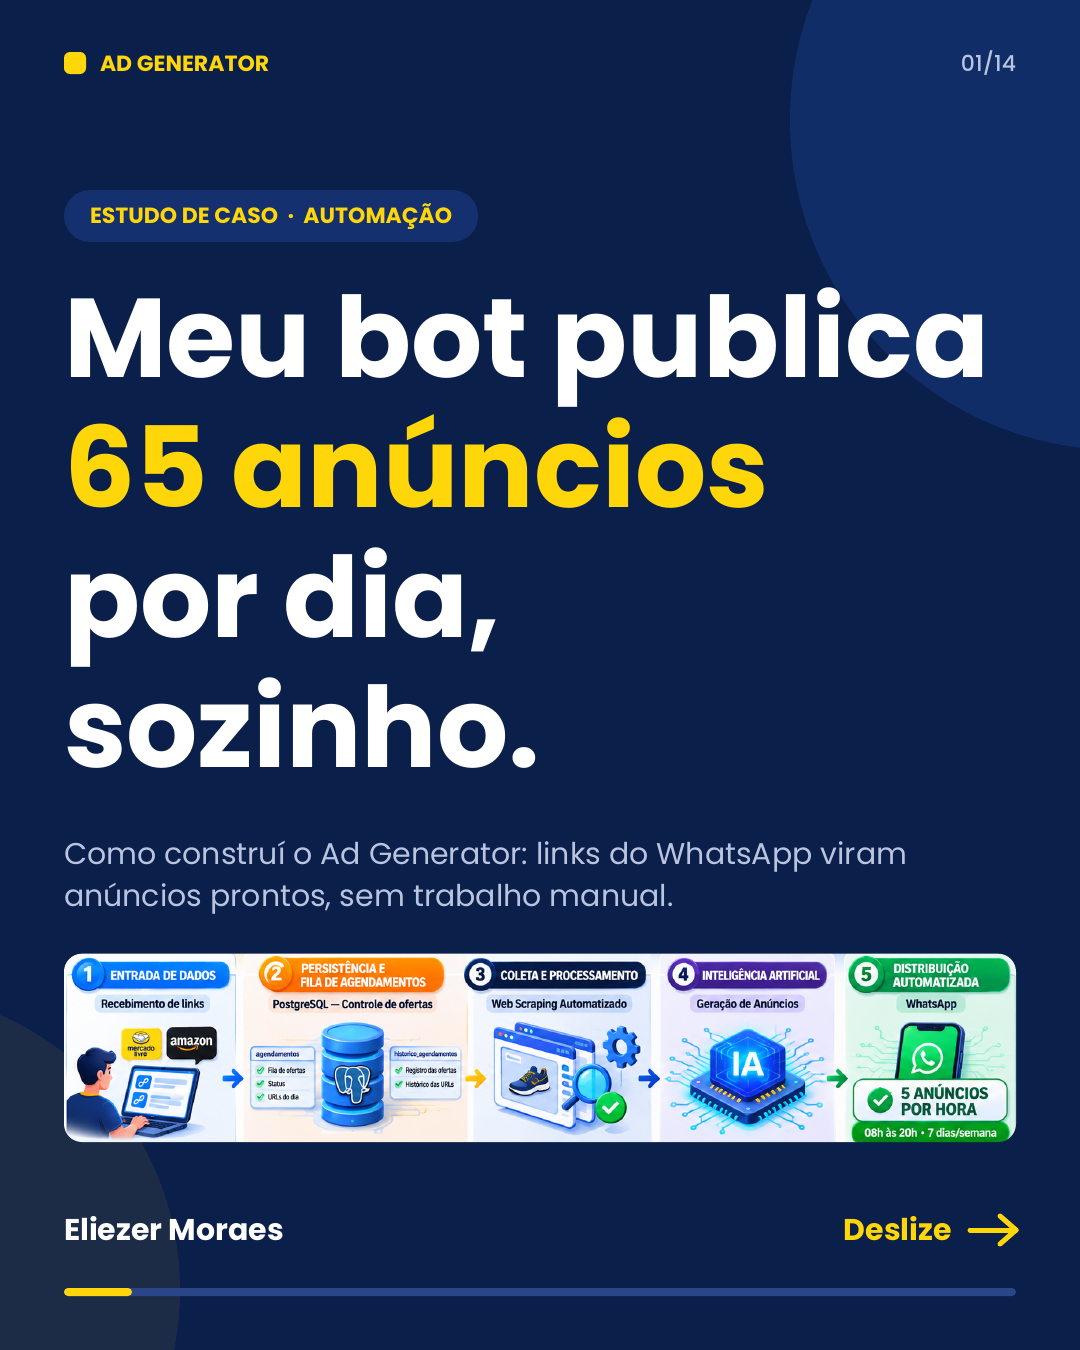 AD GENERATOR
01/14
ESTUDO DE CASO · AUTOMAÇÃO
Meu bot publica
65 anúncios
por dia,
sozinho.
Como construí o Ad Generator: links do WhatsApp viram
anúncios prontos, sem trabalho manual.
1 ENTRADA DE DADOS
Recebimento de links
mercado
livre
amazon
2 PERSISTÊNCIA E
FILA DE AGENDAMENTOS
PostgreSQL — Controle de ofertas
agendamentos
Fila de ofertas
Status
URLs do dia
historico_agendamentos
Registro das ofertas
Histórico das URLs
3 COLETA E PROCESSAMENTO
Web Scraping Automatizado
4 INTELIGÊNCIA ARTIFICIAL
Geração de Anúncios
IA
5 DISTRIBUIÇÃO
AUTOMATIZADA
WhatsApp
5 ANÚNCIOS
POR HORA
08h às 20h • 7 dias/semana
Eliezer Moraes
Deslize